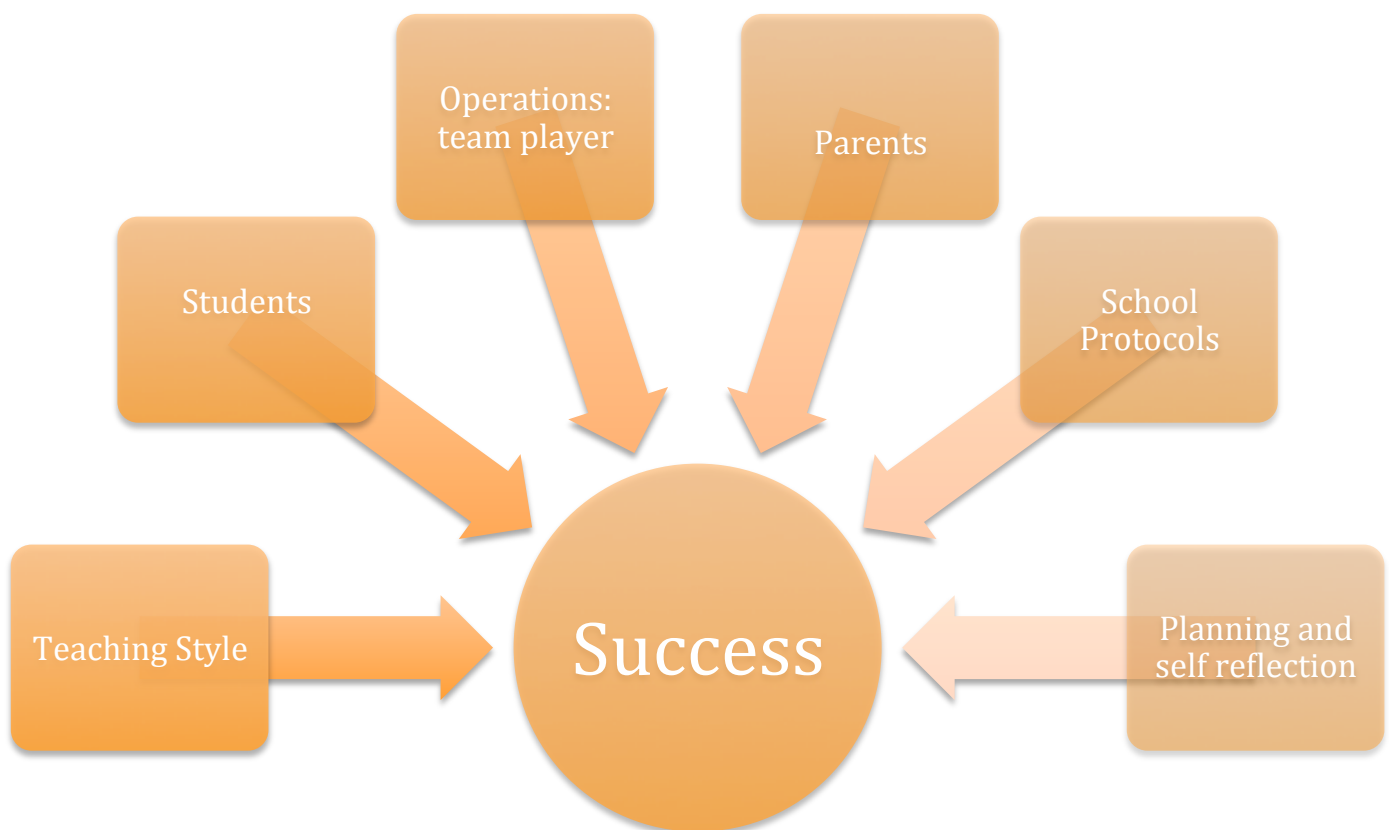 Operations:
team player
Parents
Students
School
Protocols
Teaching Style
Success
Planning and
self reflection